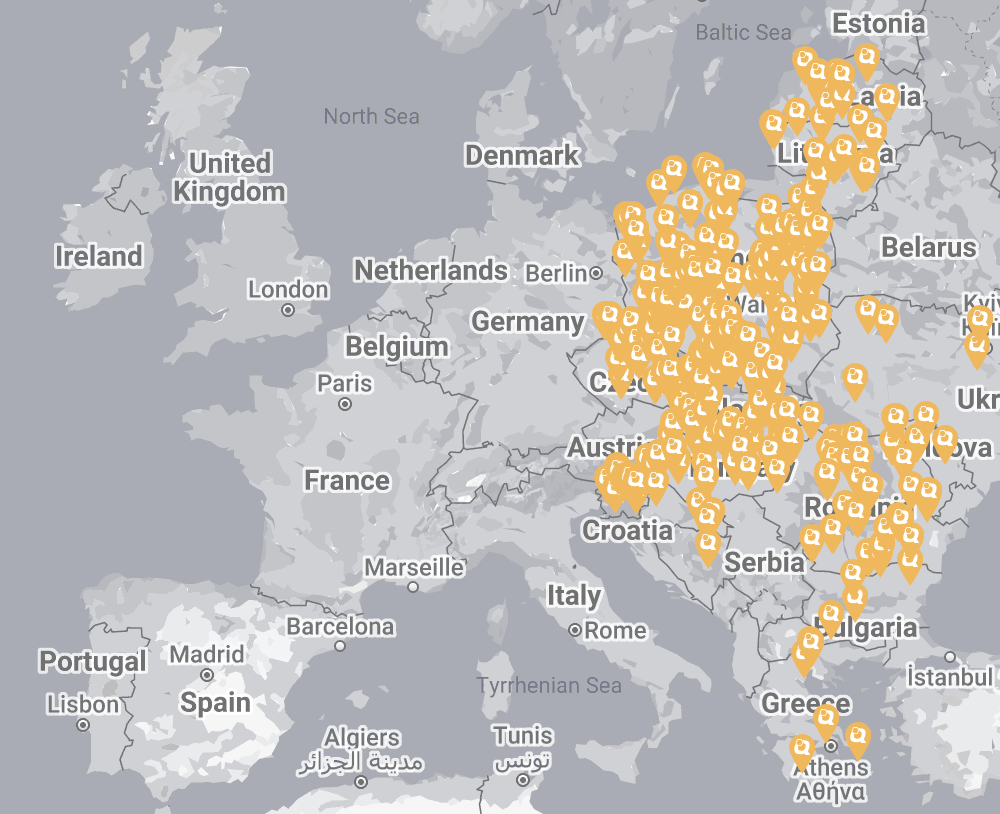 Estonia
Baltic Sea
North Sea
Denmark
United
Kingdom
Ireland
Belarus
Netherlands
Berlin
London
Germany
Belgium
Paris
Ukr
Austri
France
Croatia
Serbia
Marseille
Italy
Barcelona
Rome
Bulgaria
Portugal
Madrid
Tyrrhenian Sea
İstanbul
Lisbon
Spain
Greece
Algiers
مدينة الجزائر
Tunis
تونس
Athens
Αθήνα